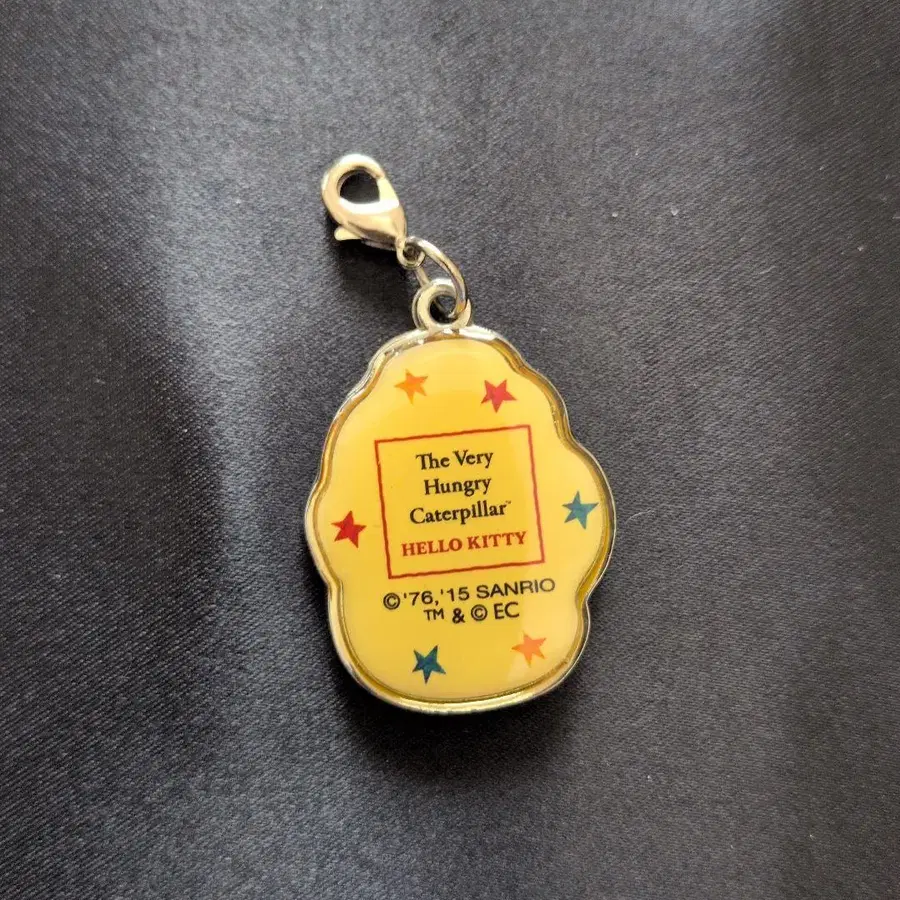 The Very
Hungry
Caterpillar™
HELLO KITTY
©'76,'15 SANRIO
TM & © EC